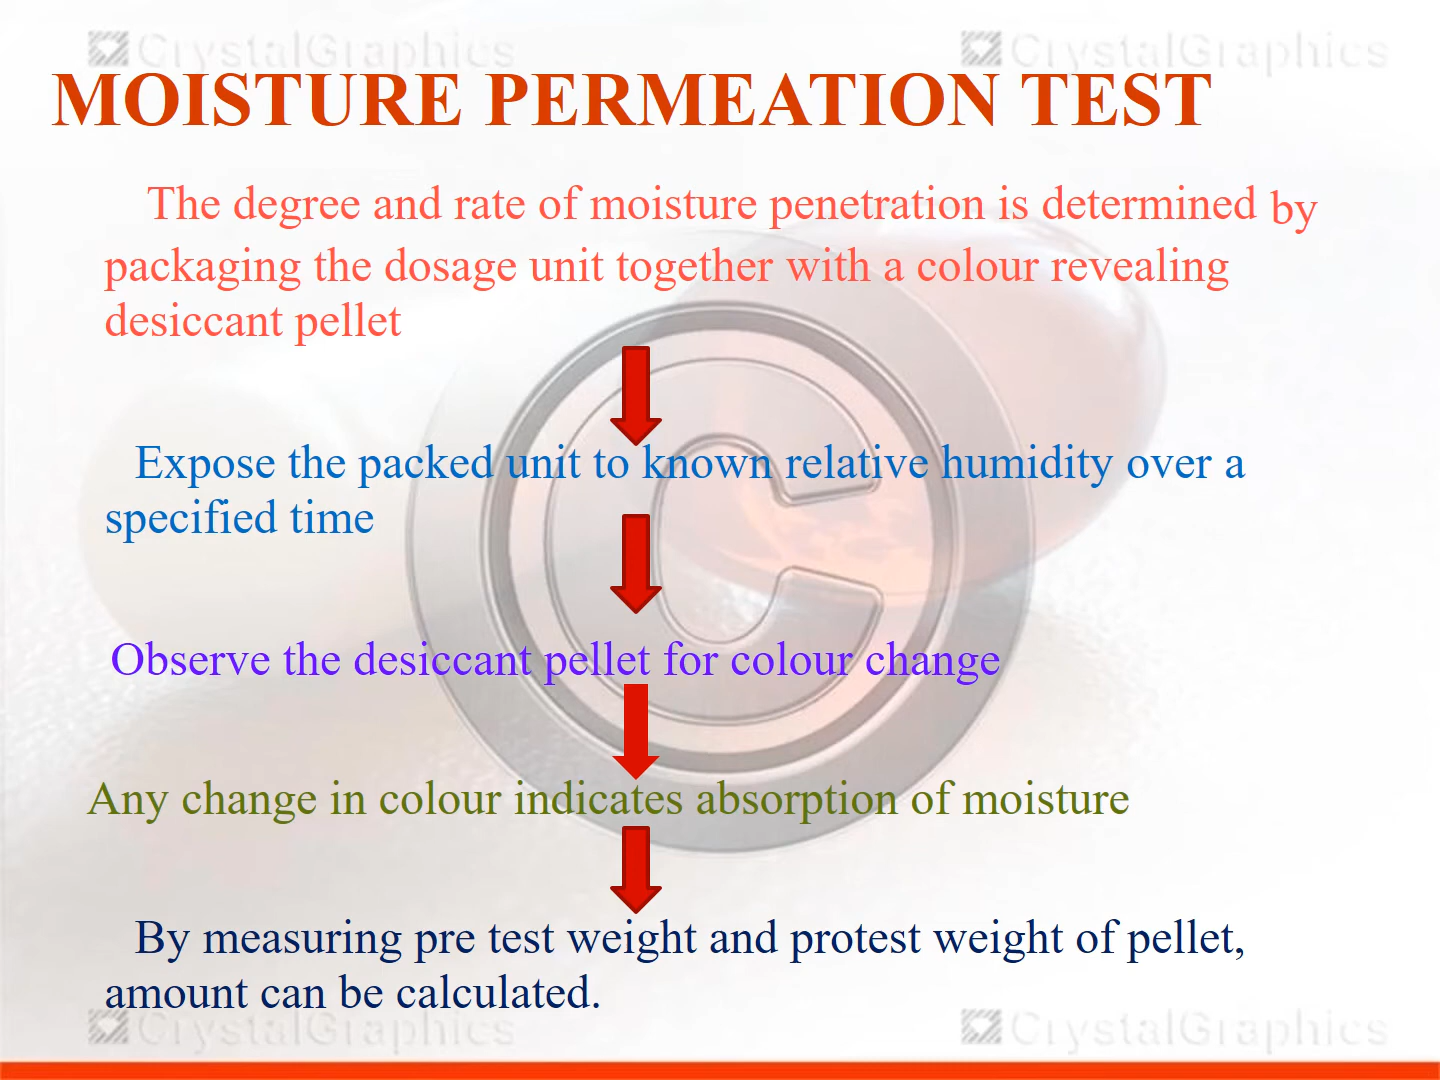 CrystalGraphics CrystalGraphics
MOISTURE PERMEATION TEST
The degree and rate of moisture penetration is determined by
packaging the dosage unit together with a colour revealing
desiccant pellet
Expose the packed unit to known relative humidity over a
specified time
Observe the desiccant pellet for colour change
Any change in colour indicates absorption of moisture
By measuring pre test weight and protest weight of pellet,
amount can be calculated.
CrystalGraphics CrystalGraphics